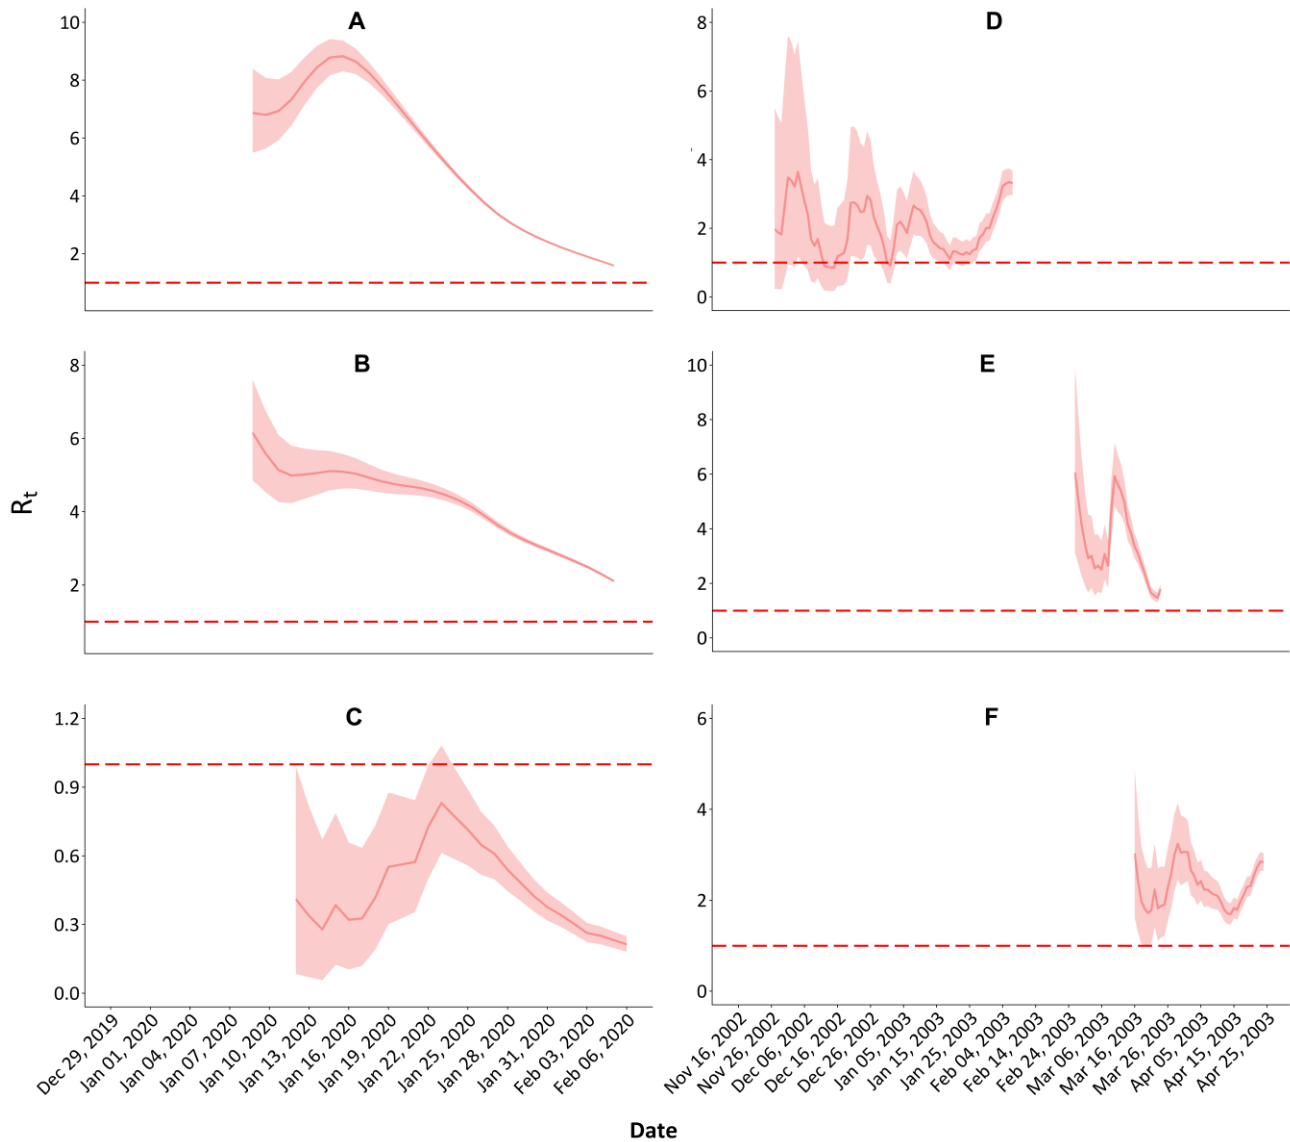 A
10
8
6
4
2
D
8
6
4
2
0
B
8
6
4
2
E
10
8
6
4
2
0
Rt
C
1.2
0.9
0.6
0.3
0.0
F
6
4
2
0
Dec 29, 2019
Jan 01, 2020
Jan 04, 2020
Jan 07, 2020
Jan 10, 2020
Jan 13, 2020
Jan 16, 2020
Jan 19, 2020
Jan 22, 2020
Jan 25, 2020
Jan 28, 2020
Jan 31, 2020
Feb 03, 2020
Feb 06, 2020
Nov 16, 2002
Nov 26, 2002
Dec 06, 2002
Dec 16, 2002
Dec 26, 2002
Jan 05, 2003
Jan 15, 2003
Jan 25, 2003
Feb 04, 2003
Feb 14, 2003
Feb 24, 2003
Mar 06, 2003
Mar 16, 2003
Mar 26, 2003
Apr 05, 2003
Apr 15, 2003
Apr 25, 2003
Date